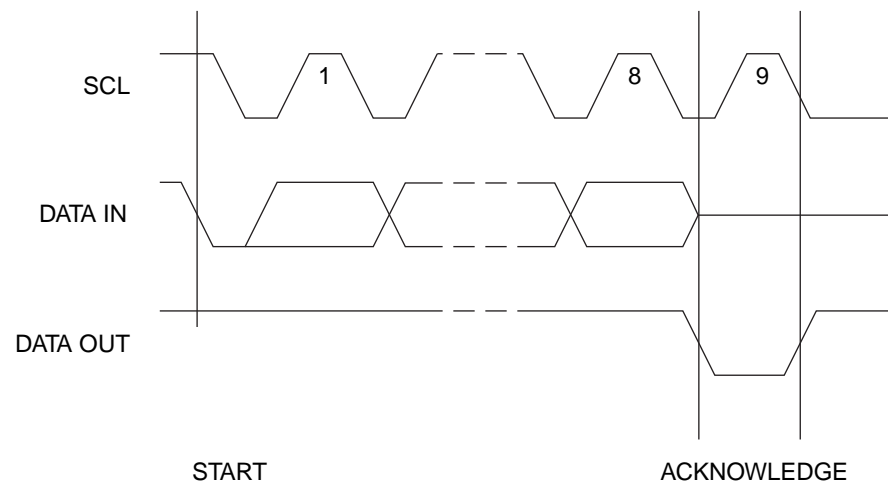 SCL
1
8
9
DATA IN
DATA OUT
START
ACKNOWLEDGE